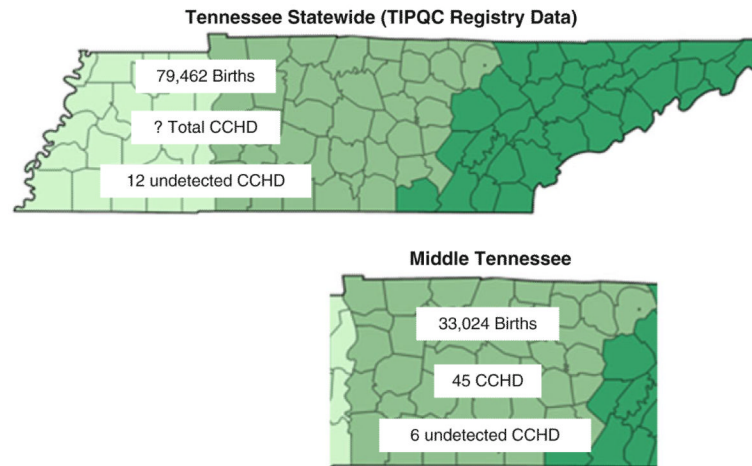 Tennessee Statewide (TIPQC Registry Data)
79,462 Births
? Total CCHD
12 undetected CCHD
Middle Tennessee
33,024 Births
45 CCHD
6 undetected CCHD